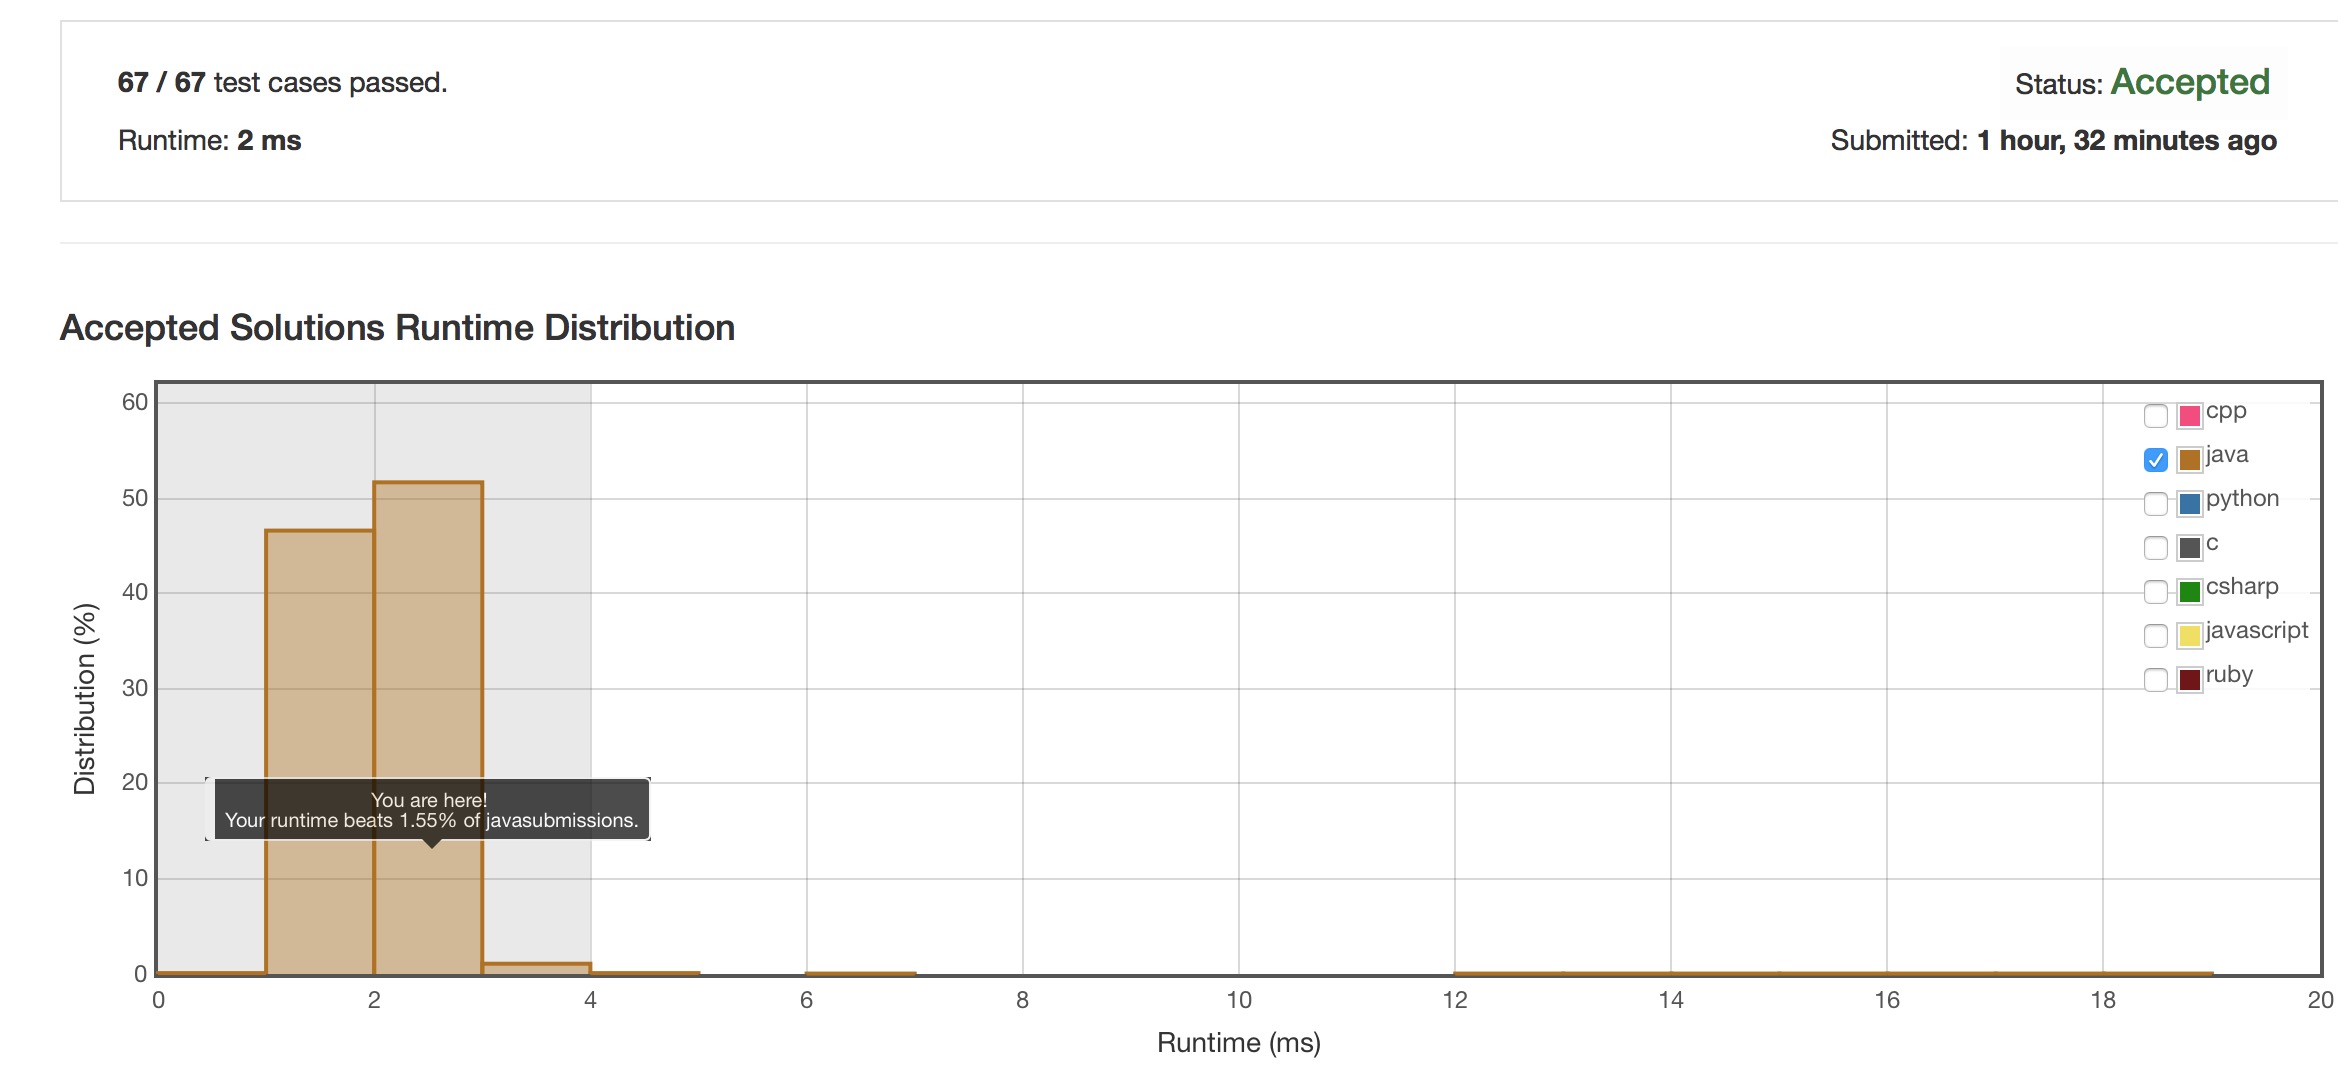 67 / 67 test cases passed.
Status: Accepted
Runtime: 2 ms
Submitted: 1 hour, 32 minutes ago
Accepted Solutions Runtime Distribution
60
50
40
30
20
10
0
Distribution (%)
You are here!
Your runtime beats 1.55% of javasubmissions.
cpp
java
python
c
csharp
javascript
ruby
0 2 4 6 8 10 12 14 16 18 20
Runtime (ms)